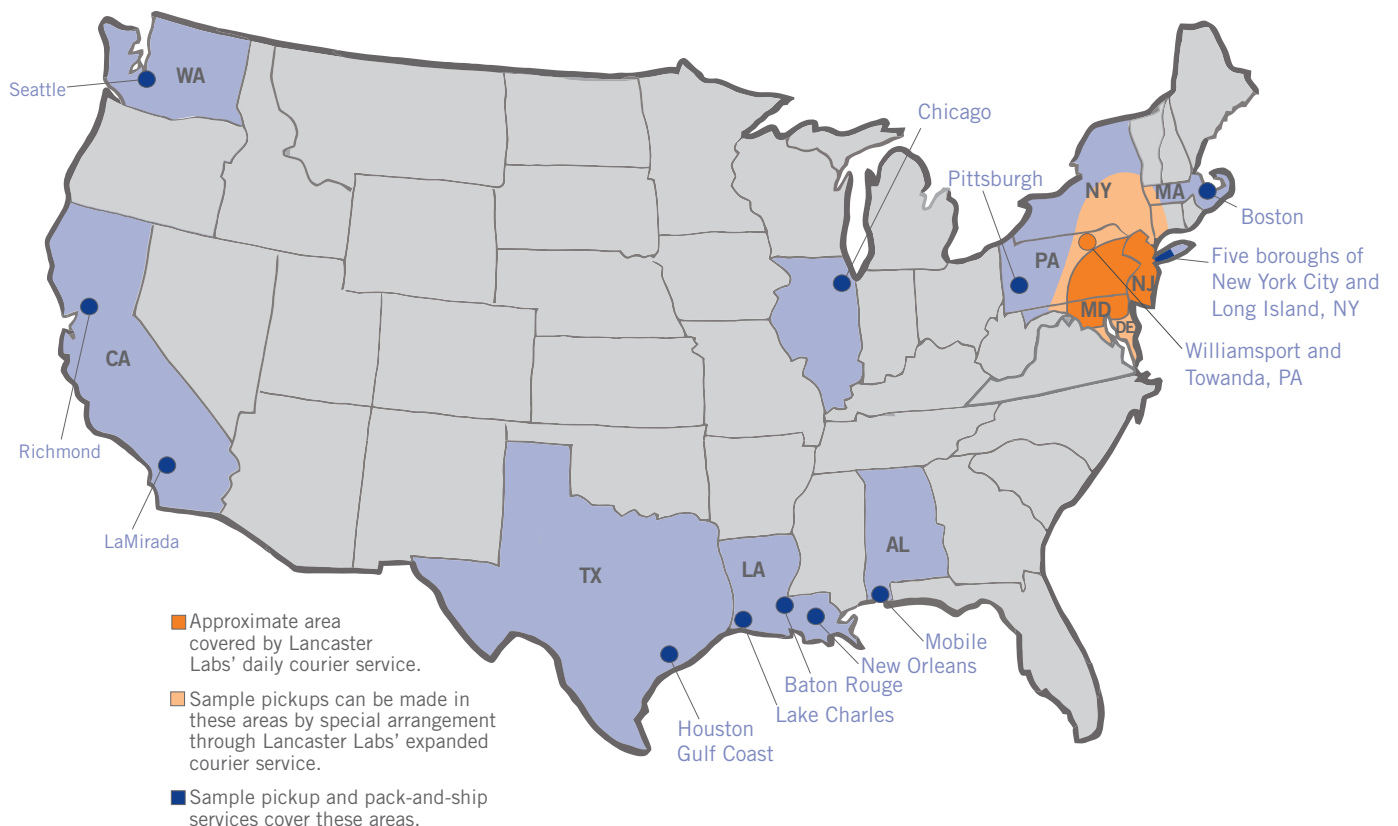 Seattle
WA
Chicago
Pittsburgh
NY
MA
Boston
PA
Five boroughs of
New York City and
Long Island, NY
NJ
MD
DE
Williamsport and
Towanda, PA
CA
Richmond
LaMirada
TX
LA
AL
Mobile
New Orleans
Baton Rouge
Lake Charles
Houston
Gulf Coast
Approximate area
covered by Lancaster
Labs’ daily courier service.
Sample pickups can be made in
these areas by special arrangement
through Lancaster Labs’ expanded
courier service.
Sample pickup and pack-and-ship
services cover these areas.